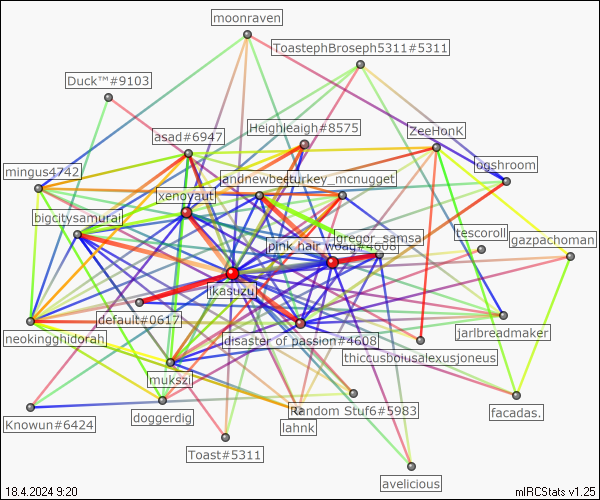 moonraven
ToastephBroseph5311#5311
Duck™#9103
Heighleaigh#8575
ZeeHonK
asad#6947
ogshroom
mingus4742
turkey_mcnugget
xenoyaut
bigcitysamurai
gregor_samsa
tescoroll
pink hair woag#4668
gazpachoman
ikasuzu
default#0617
jarlbreadmaker
neokingghidorah
disaster of passion#4608
thiccusboiusalexusjoneus
mukszi
Random Stuf6#5983
facadas.
doggerdig
Knowun#6424
lahnk
Toast#5311
avelicious
18.4.2024 9:20
mIRCStats v1.25